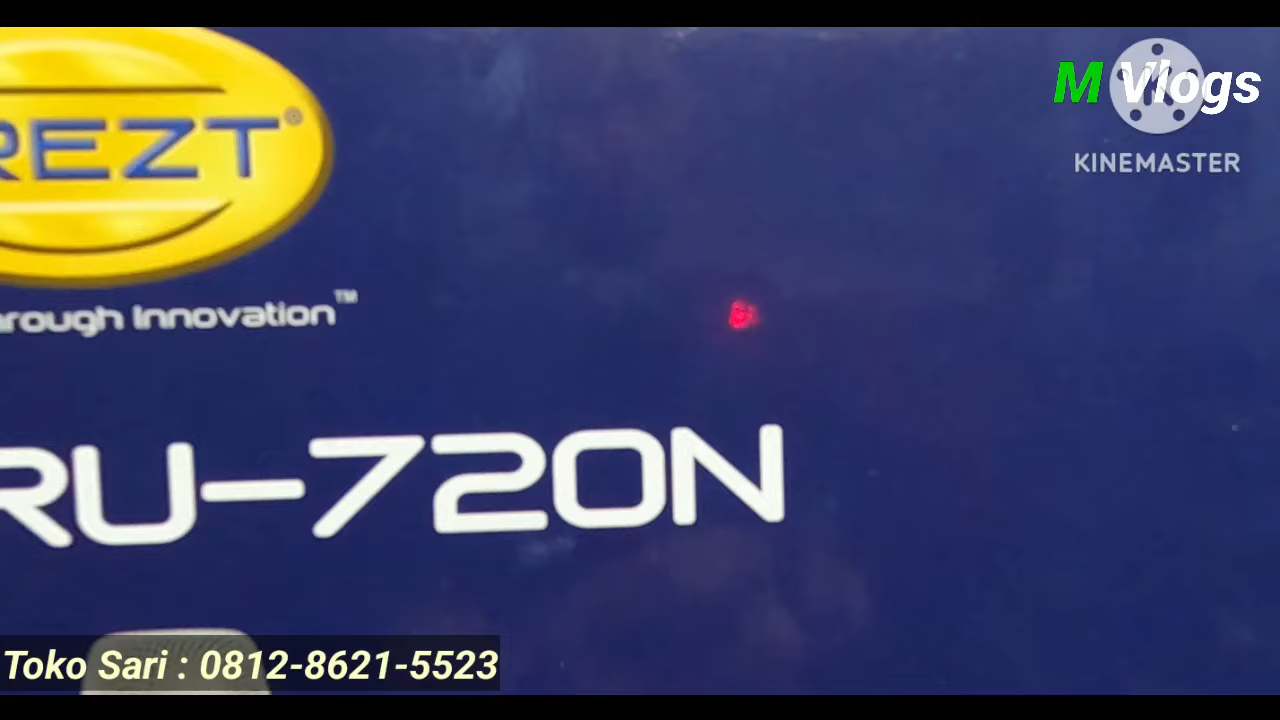 M Vlogs
KINEMASTER
REZT®
hrough Innovation™
RU-720N
Toko Sari : 0812-8621-5523